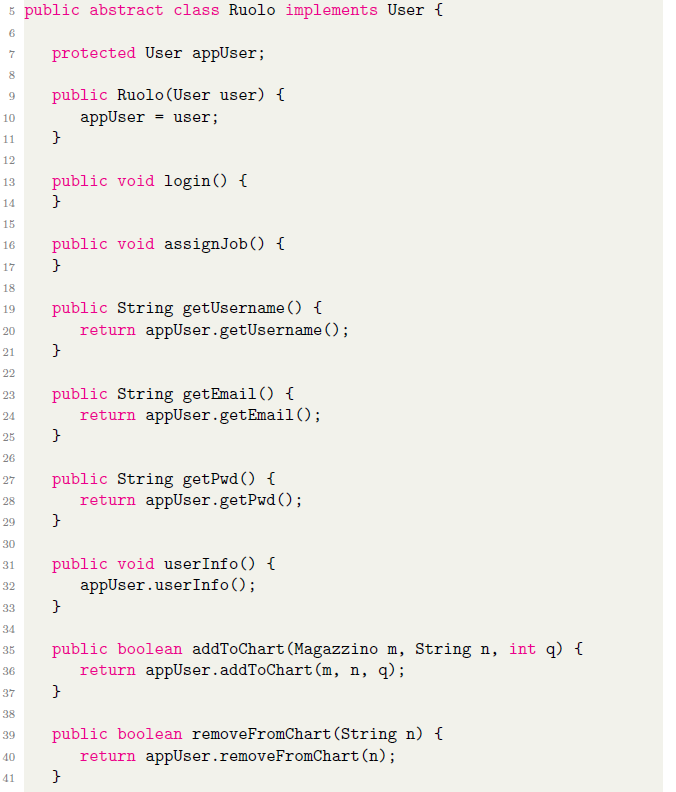 5 public abstract class Ruolo implements User {
6
7 protected User appUser;
8
9 public Ruolo(User user) {
10 appUser = user;
11 }
12
13 public void login() {
14 }
15
16 public void assignJob() {
17 }
18
19 public String getUsername() {
20 return appUser.getUsername();
21 }
22
23 public String getEmail() {
24 return appUser.getEmail();
25 }
26
27 public String getPwd() {
28 return appUser.getPwd();
29 }
30
31 public void userInfo() {
32 appUser.userInfo();
33 }
34
35 public boolean addToChart(Magazzino m, String n, int q) {
36 return appUser.addToChart(m, n, q);
37 }
38
39 public boolean removeFromChart(String n) {
40 return appUser.removeFromChart(n);
41 }